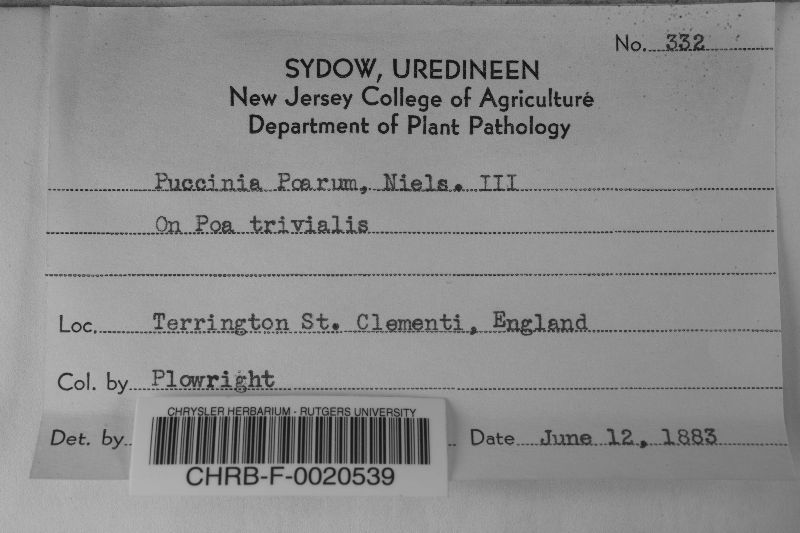 No. 332
SYDOW, UREDINEEN
New Jersey College of Agriculture
Department of Plant Pathology
Puccinia Poarum, Niels. III
On Poa trivialis
Loc. Terrington St. Clementi, England
Col. by Plowright
Det. by
Date June 12, 1883
CHRYSLER HERBARIUM - RUTGERS UNIVERSITY
CHRB-F-0020539